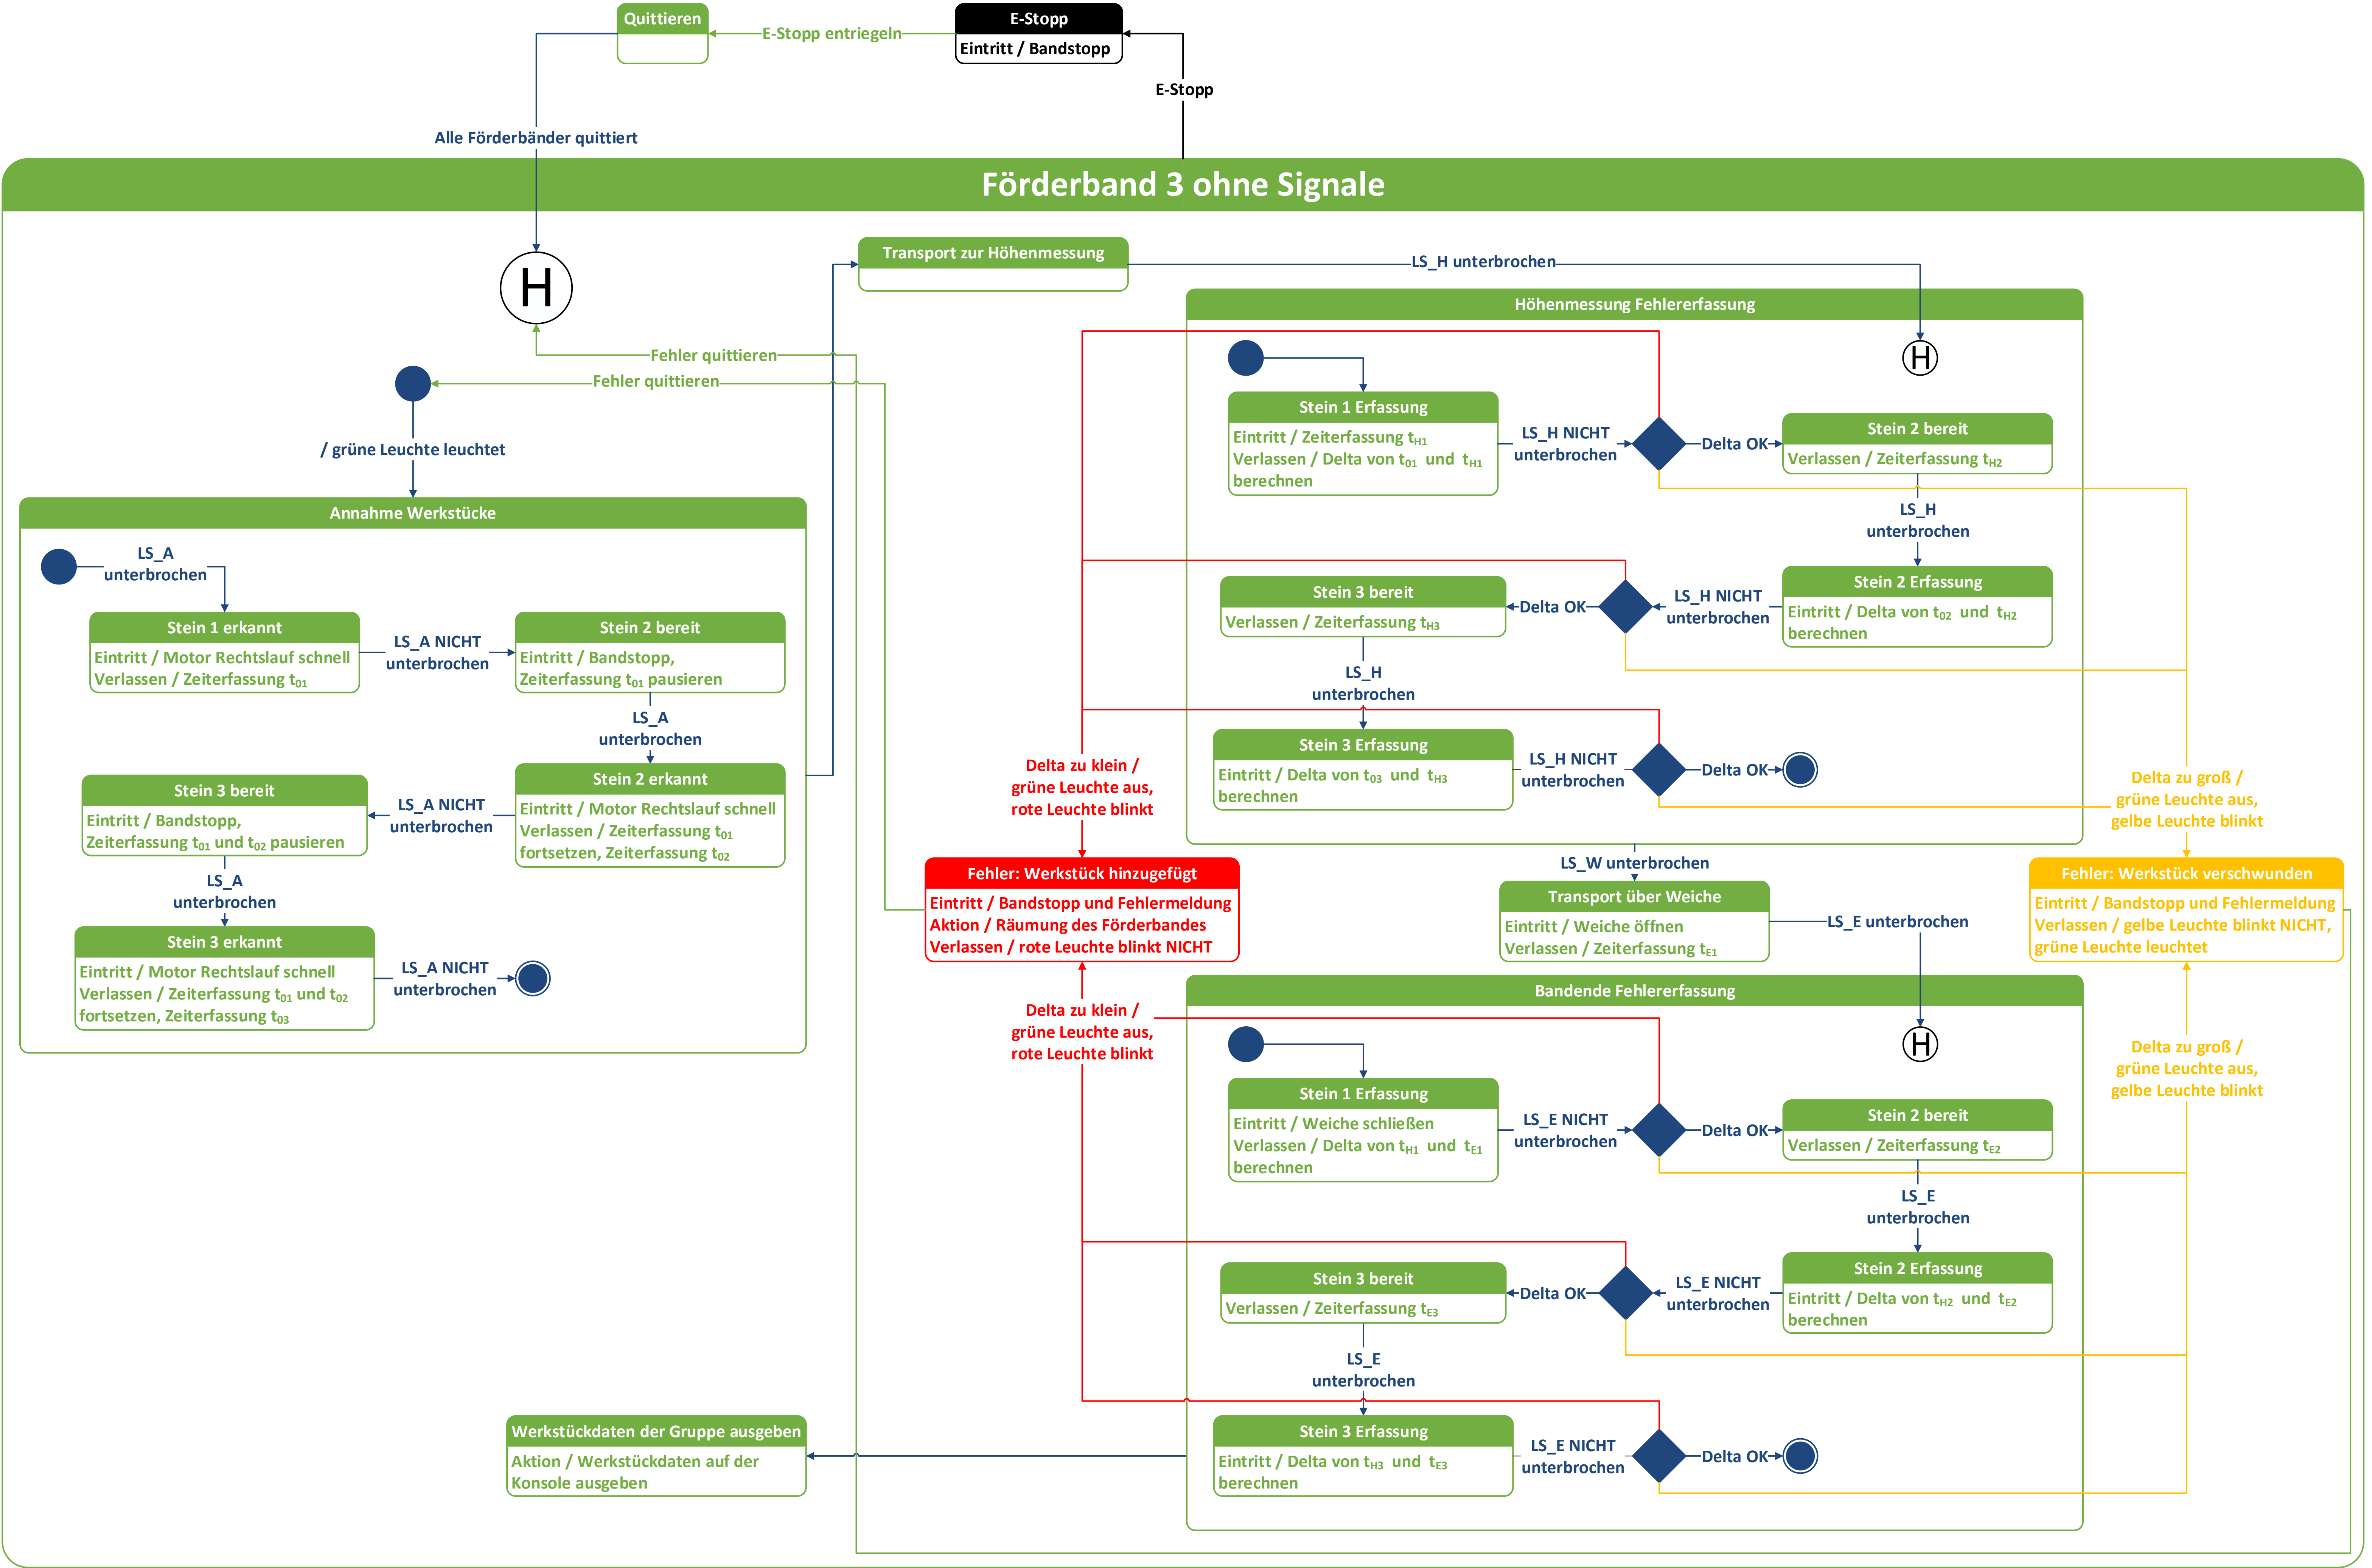 Quittieren
E-Stopp entriegeln
E-Stopp
Eintritt / Bandstopp
E-Stopp
Alle Förderbänder quittiert
Förderband 3 ohne Signale
H
Transport zur Höhenmessung
LS_H unterbrochen
Fehler quittieren
Fehler quittieren
/ grüne Leuchte leuchtet
Annahme Werkstücke
LS_A
unterbrochen
Stein 1 erkannt
Eintritt / Motor Rechtslauf schnell
Verlassen / Zeiterfassung t01
LS_A NICHT
unterbrochen
Stein 2 bereit
Eintritt / Bandstopp,
Zeiterfassung t01 pausieren
LS_A
unterbrochen
Stein 2 erkannt
Eintritt / Motor Rechtslauf schnell
Verlassen / Zeiterfassung t01
fortsetzen, Zeiterfassung t02
LS_A NICHT
unterbrochen
Stein 3 bereit
Eintritt / Bandstopp,
Zeiterfassung t01 und t02 pausieren
LS_A
unterbrochen
Stein 3 erkannt
Eintritt / Motor Rechtslauf schnell
Verlassen / Zeiterfassung t01 und t02
fortsetzen, Zeiterfassung t03
LS_A NICHT
unterbrochen
Höhenmessung Fehlererfassung
H
Stein 1 Erfassung
Eintritt / Zeiterfassung tH1
Verlassen / Delta von t01 und tH1
berechnen
LS_H NICHT
unterbrochen
Delta OK
Stein 2 bereit
Verlassen / Zeiterfassung tH2
LS_H
unterbrochen
Stein 2 Erfassung
Eintritt / Delta von t02 und tH2
berechnen
LS_H NICHT
unterbrochen
Delta OK
Stein 3 bereit
Verlassen / Zeiterfassung tH3
LS_H
unterbrochen
Stein 3 Erfassung
Eintritt / Delta von t03 und tH3
berechnen
LS_H NICHT
unterbrochen
Delta OK
Delta zu klein /
grüne Leuchte aus,
rote Leuchte blinkt
Delta zu groß /
grüne Leuchte aus,
gelbe Leuchte blinkt
Fehler: Werkstück hinzugefügt
Eintritt / Bandstopp und Fehlermeldung
Aktion / Räumung des Förderbandes
Verlassen / rote Leuchte blinkt NICHT
LS_W unterbrochen
Transport über Weiche
Eintritt / Weiche öffnen
Verlassen / Zeiterfassung tE1
LS_E unterbrochen
Fehler: Werkstück verschwunden
Eintritt / Bandstopp und Fehlermeldung
Verlassen / gelbe Leuchte blinkt NICHT,
grüne Leuchte leuchtet
Delta zu klein /
grüne Leuchte aus,
rote Leuchte blinkt
Delta zu groß /
grüne Leuchte aus,
gelbe Leuchte blinkt
Bandende Fehlererfassung
H
Stein 1 Erfassung
Eintritt / Weiche schließen
Verlassen / Delta von tH1 und tE1
berechnen
LS_E NICHT
unterbrochen
Delta OK
Stein 2 bereit
Verlassen / Zeiterfassung tE2
LS_E
unterbrochen
Stein 2 Erfassung
Eintritt / Delta von tH2 und tE2
berechnen
LS_E NICHT
unterbrochen
Delta OK
Stein 3 bereit
Verlassen / Zeiterfassung tE3
LS_E
unterbrochen
Stein 3 Erfassung
Eintritt / Delta von tH3 und tE3
berechnen
LS_E NICHT
unterbrochen
Delta OK
Werkstückdaten der Gruppe ausgeben
Aktion / Werkstückdaten auf der
Konsole ausgeben